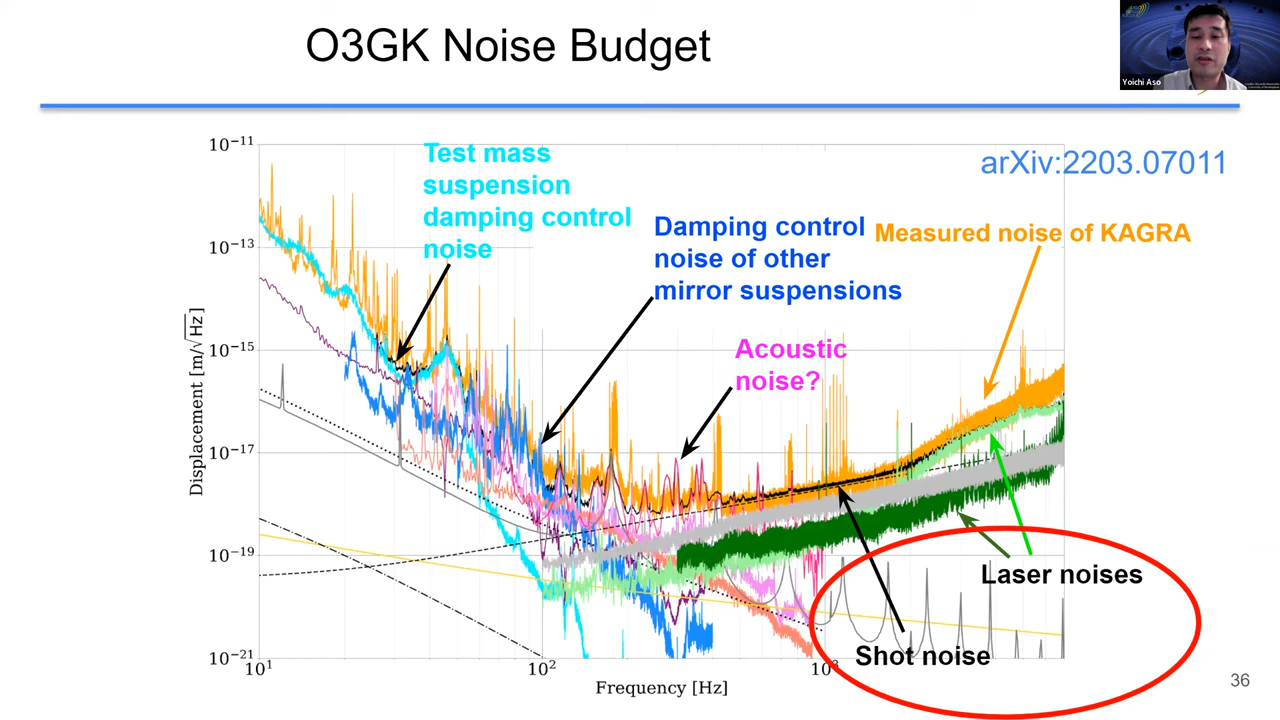 O3GK Noise Budget
Yoichi Aso
arXiv:2203.07011
Test mass
suspension
damping control
noise
Damping control
noise of other
mirror suspensions
Measured noise of KAGRA
Acoustic
noise?
Laser noises
Shot noise
10⁻¹¹
10⁻¹³
10⁻¹⁵
10⁻¹⁷
10⁻¹⁹
10⁻²¹
Displacement [m/√Hz]
10¹
10²
10³
Frequency [Hz]
36